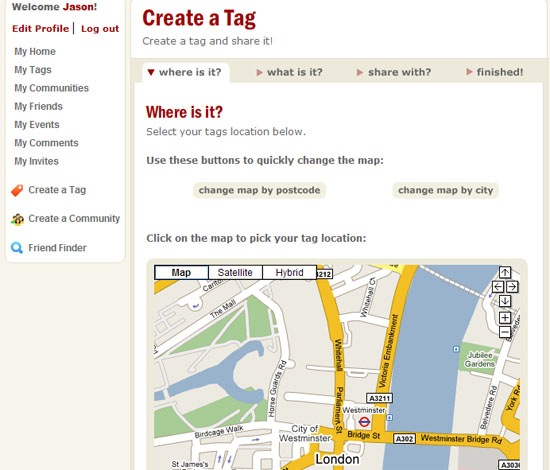 Welcome Jason!
Edit Profile | Log out
My Home
My Tags
My Communities
My Friends
My Events
My Comments
My Invites
Create a Tag
Create a Community
Friend Finder
Create a Tag
Create a tag and share it!
where is it?
what is it?
share with?
finished!
Where is it?
Select your tags location below.
Use these buttons to quickly change the map:
change map by postcode
change map by city
Click on the map to pick your tag location:
Map
Satellite
Hybrid
The Mall
Whitehall Ct
Victoria Embankment
Horse Guards Rd
Whitehall
Parliament St
Jubilee
Gardens
Belvedere Rd
York Rd
A3211
Westminster
Birdcage Walk
City of
Westminster
Bridge St
A302
Westminster Bridge Rd
St James's
London